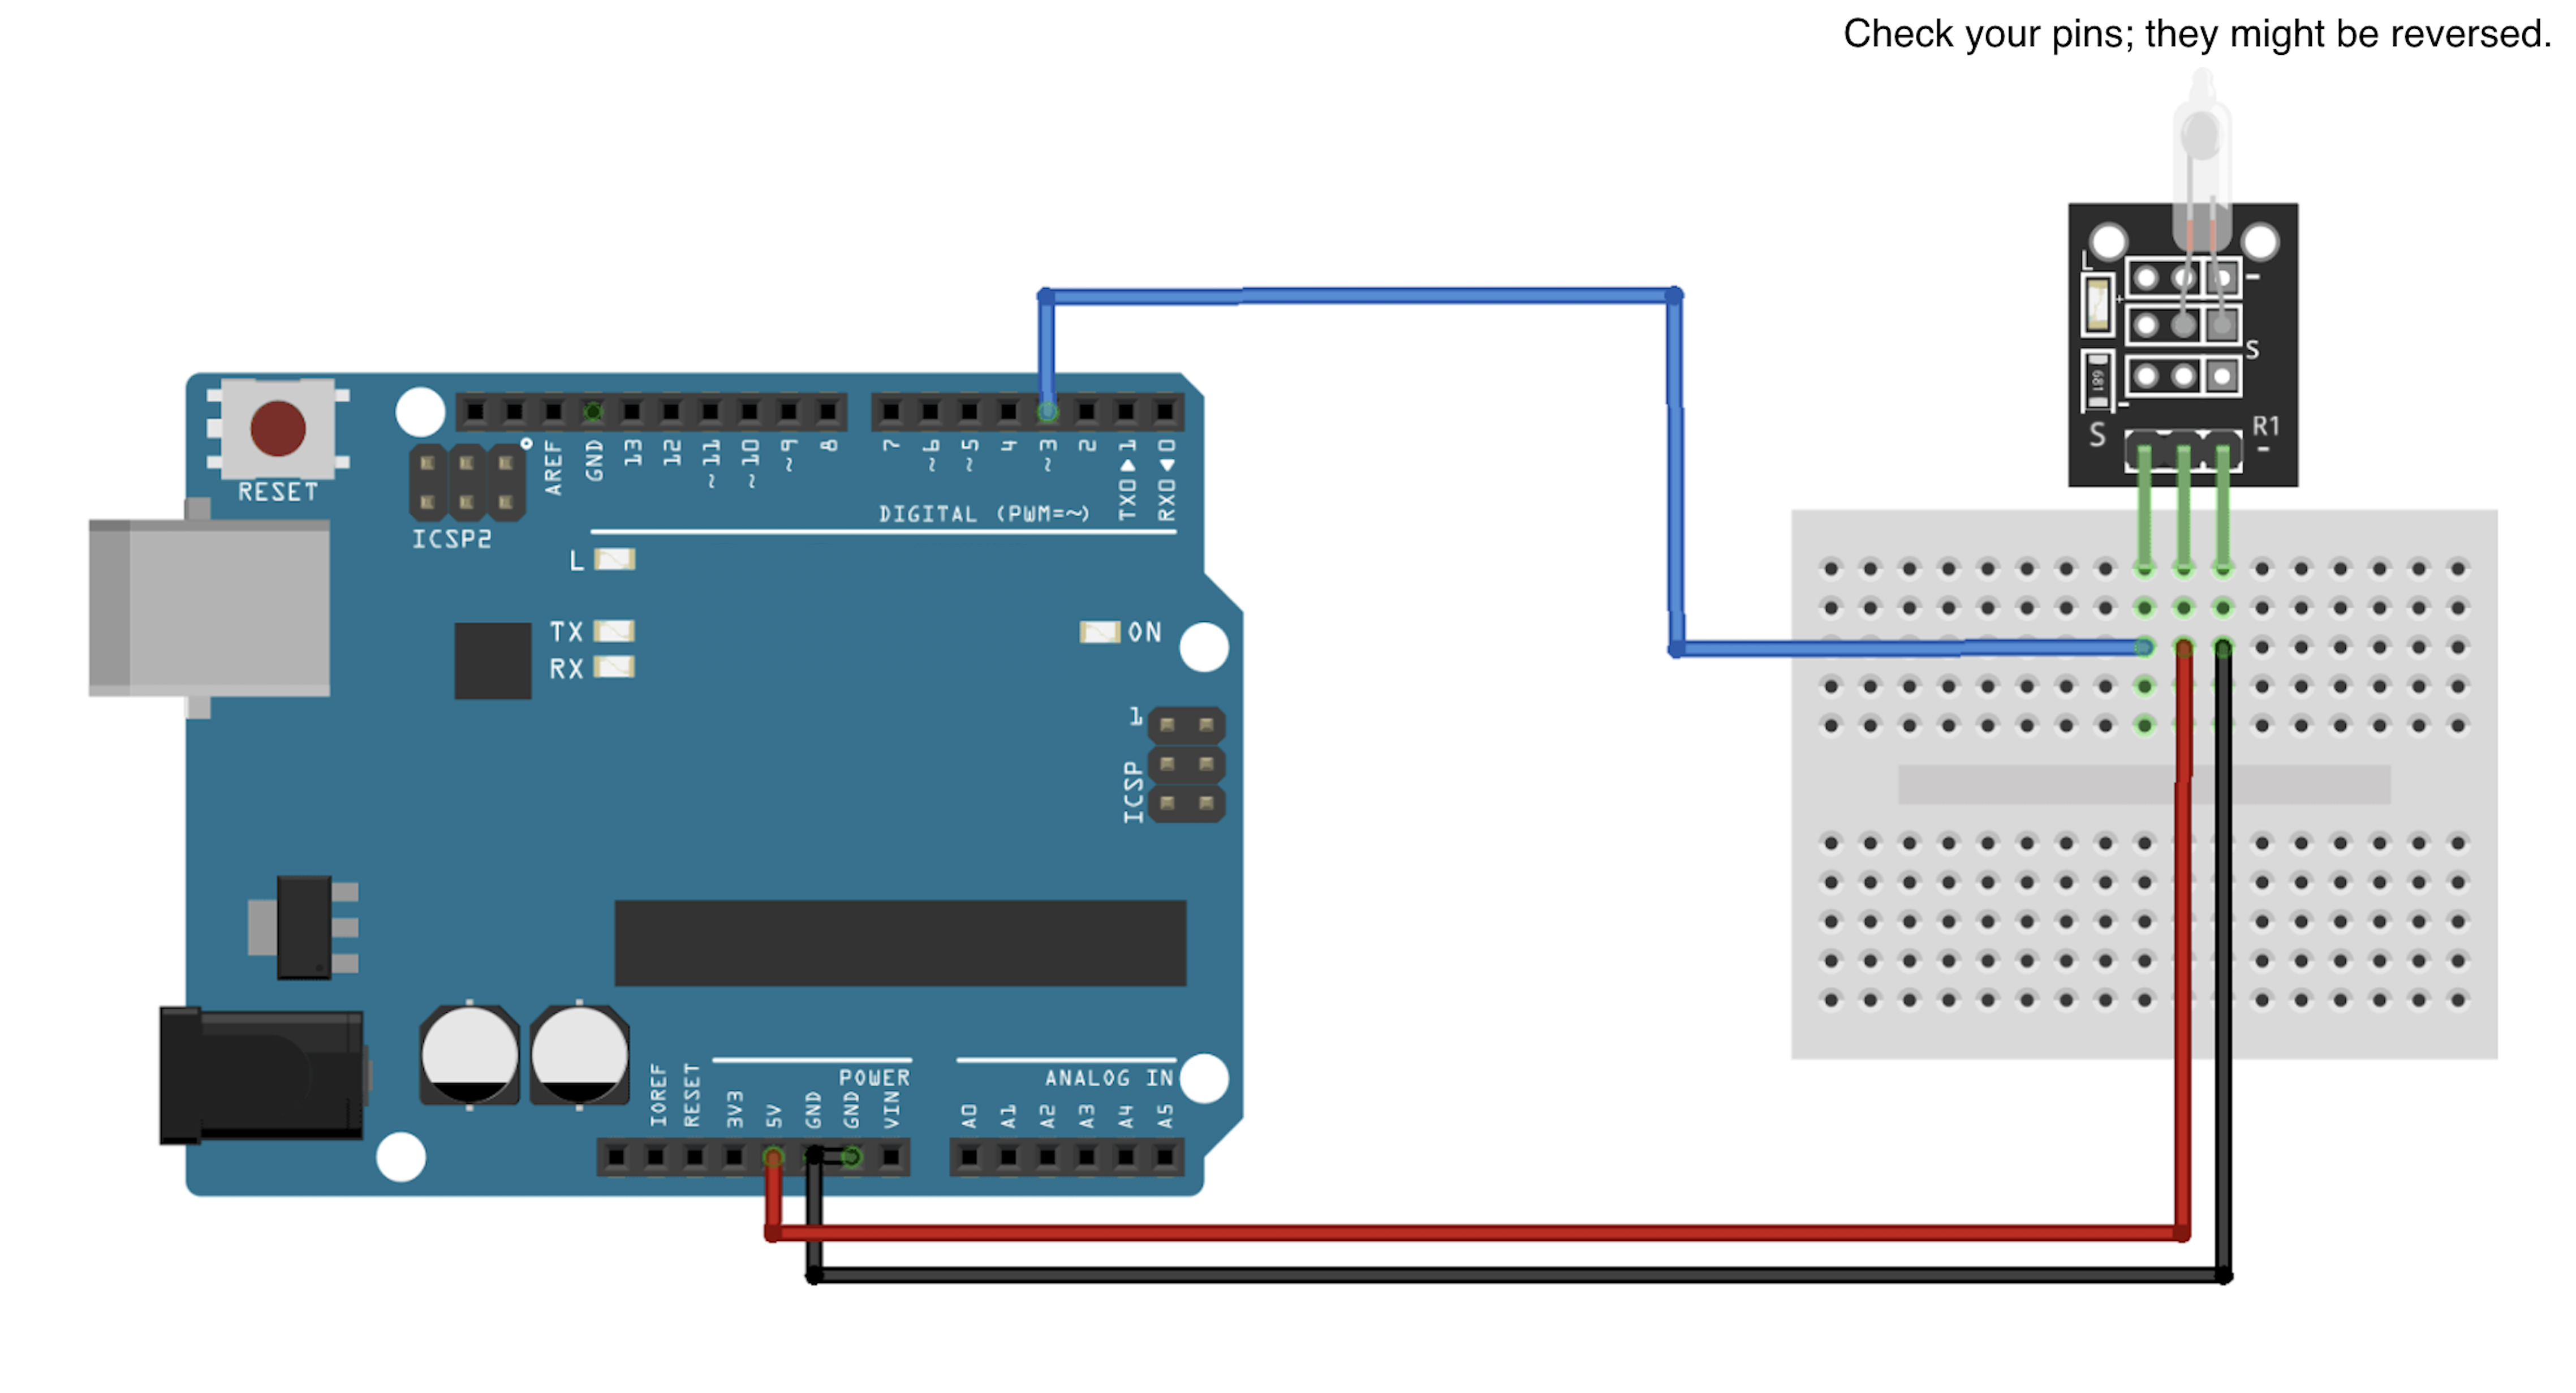 Check your pins; they might be reversed.
L
+
-
S
681
-
S
R1
-
RESET
ICSP2
AREF
GND
13
12
~11
~10
~9
8
7
~6
~5
4
~3
2
TX0▶1
RX0◀0
DIGITAL (PWM=~)
L
TX
RX
ON
1
ICSP
POWER
ANALOG IN
IOREF
RESET
3V3
5V
GND
GND
VIN
A0
A1
A2
A3
A4
A5